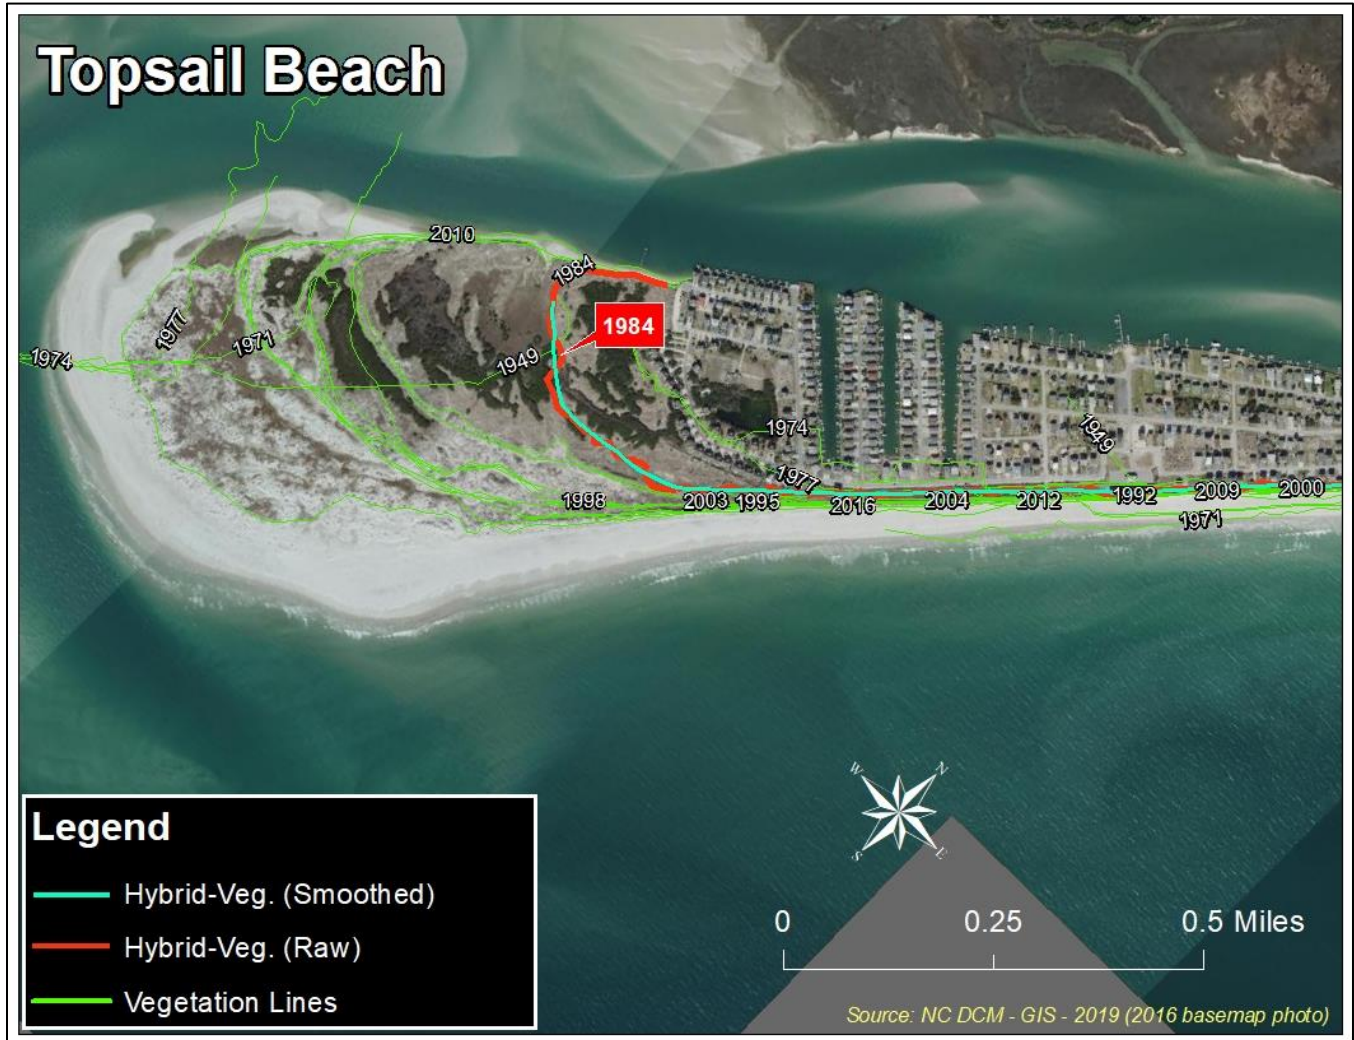 Topsail Beach
2010
1984
1984
1977
1971
1949
1974
1974
1949
1977
1998
2003
1995
2016
2004
2012
1992
2009
2000
1971
W
N
S
E
Legend
Hybrid-Veg. (Smoothed)
Hybrid-Veg. (Raw)
Vegetation Lines
0
0.25
0.5 Miles
Source: NC DCM - GIS - 2019 (2016 basemap photo)